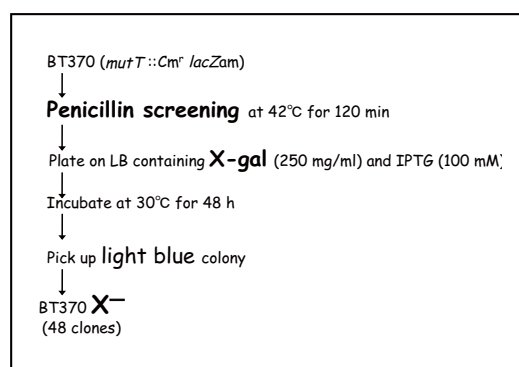 BT370 (mutT::Cmʳ lacZam)
Penicillin screening at 42℃ for 120 min
Plate on LB containing X-gal (250 mg/ml) and IPTG (100 mM)
Incubate at 30℃ for 48 h
Pick up light blue colony
BT370 X⁻
(48 clones)